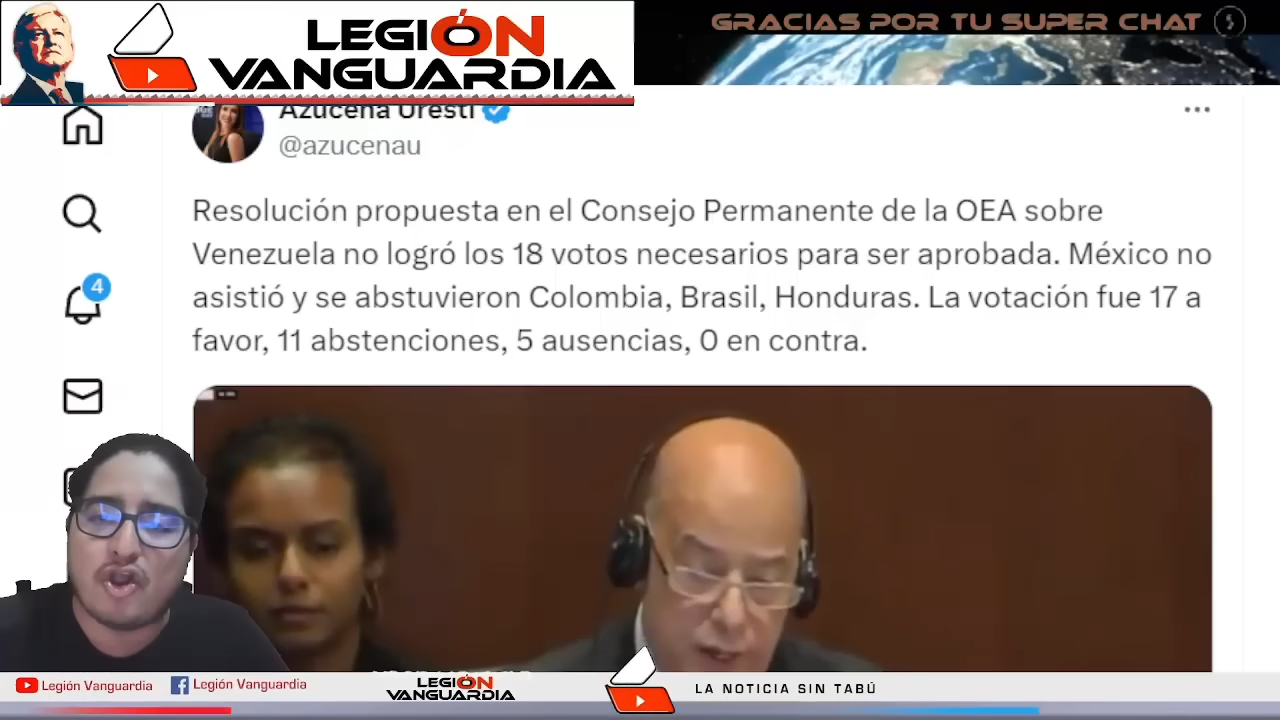 LEGIÓN
VANGUARDIA
GRACIAS POR TU SUPER CHAT
Azucena Uresti
@azucenau
Resolución propuesta en el Consejo Permanente de la OEA sobre
Venezuela no logró los 18 votos necesarios para ser aprobada. México no
asistió y se abstuvieron Colombia, Brasil, Honduras. La votación fue 17 a
favor, 11 abstenciones, 5 ausencias, 0 en contra.
4
Legión Vanguardia
Legión Vanguardia
LEGIÓN
VANGUARDIA
LA NOTICIA SIN TABÚ